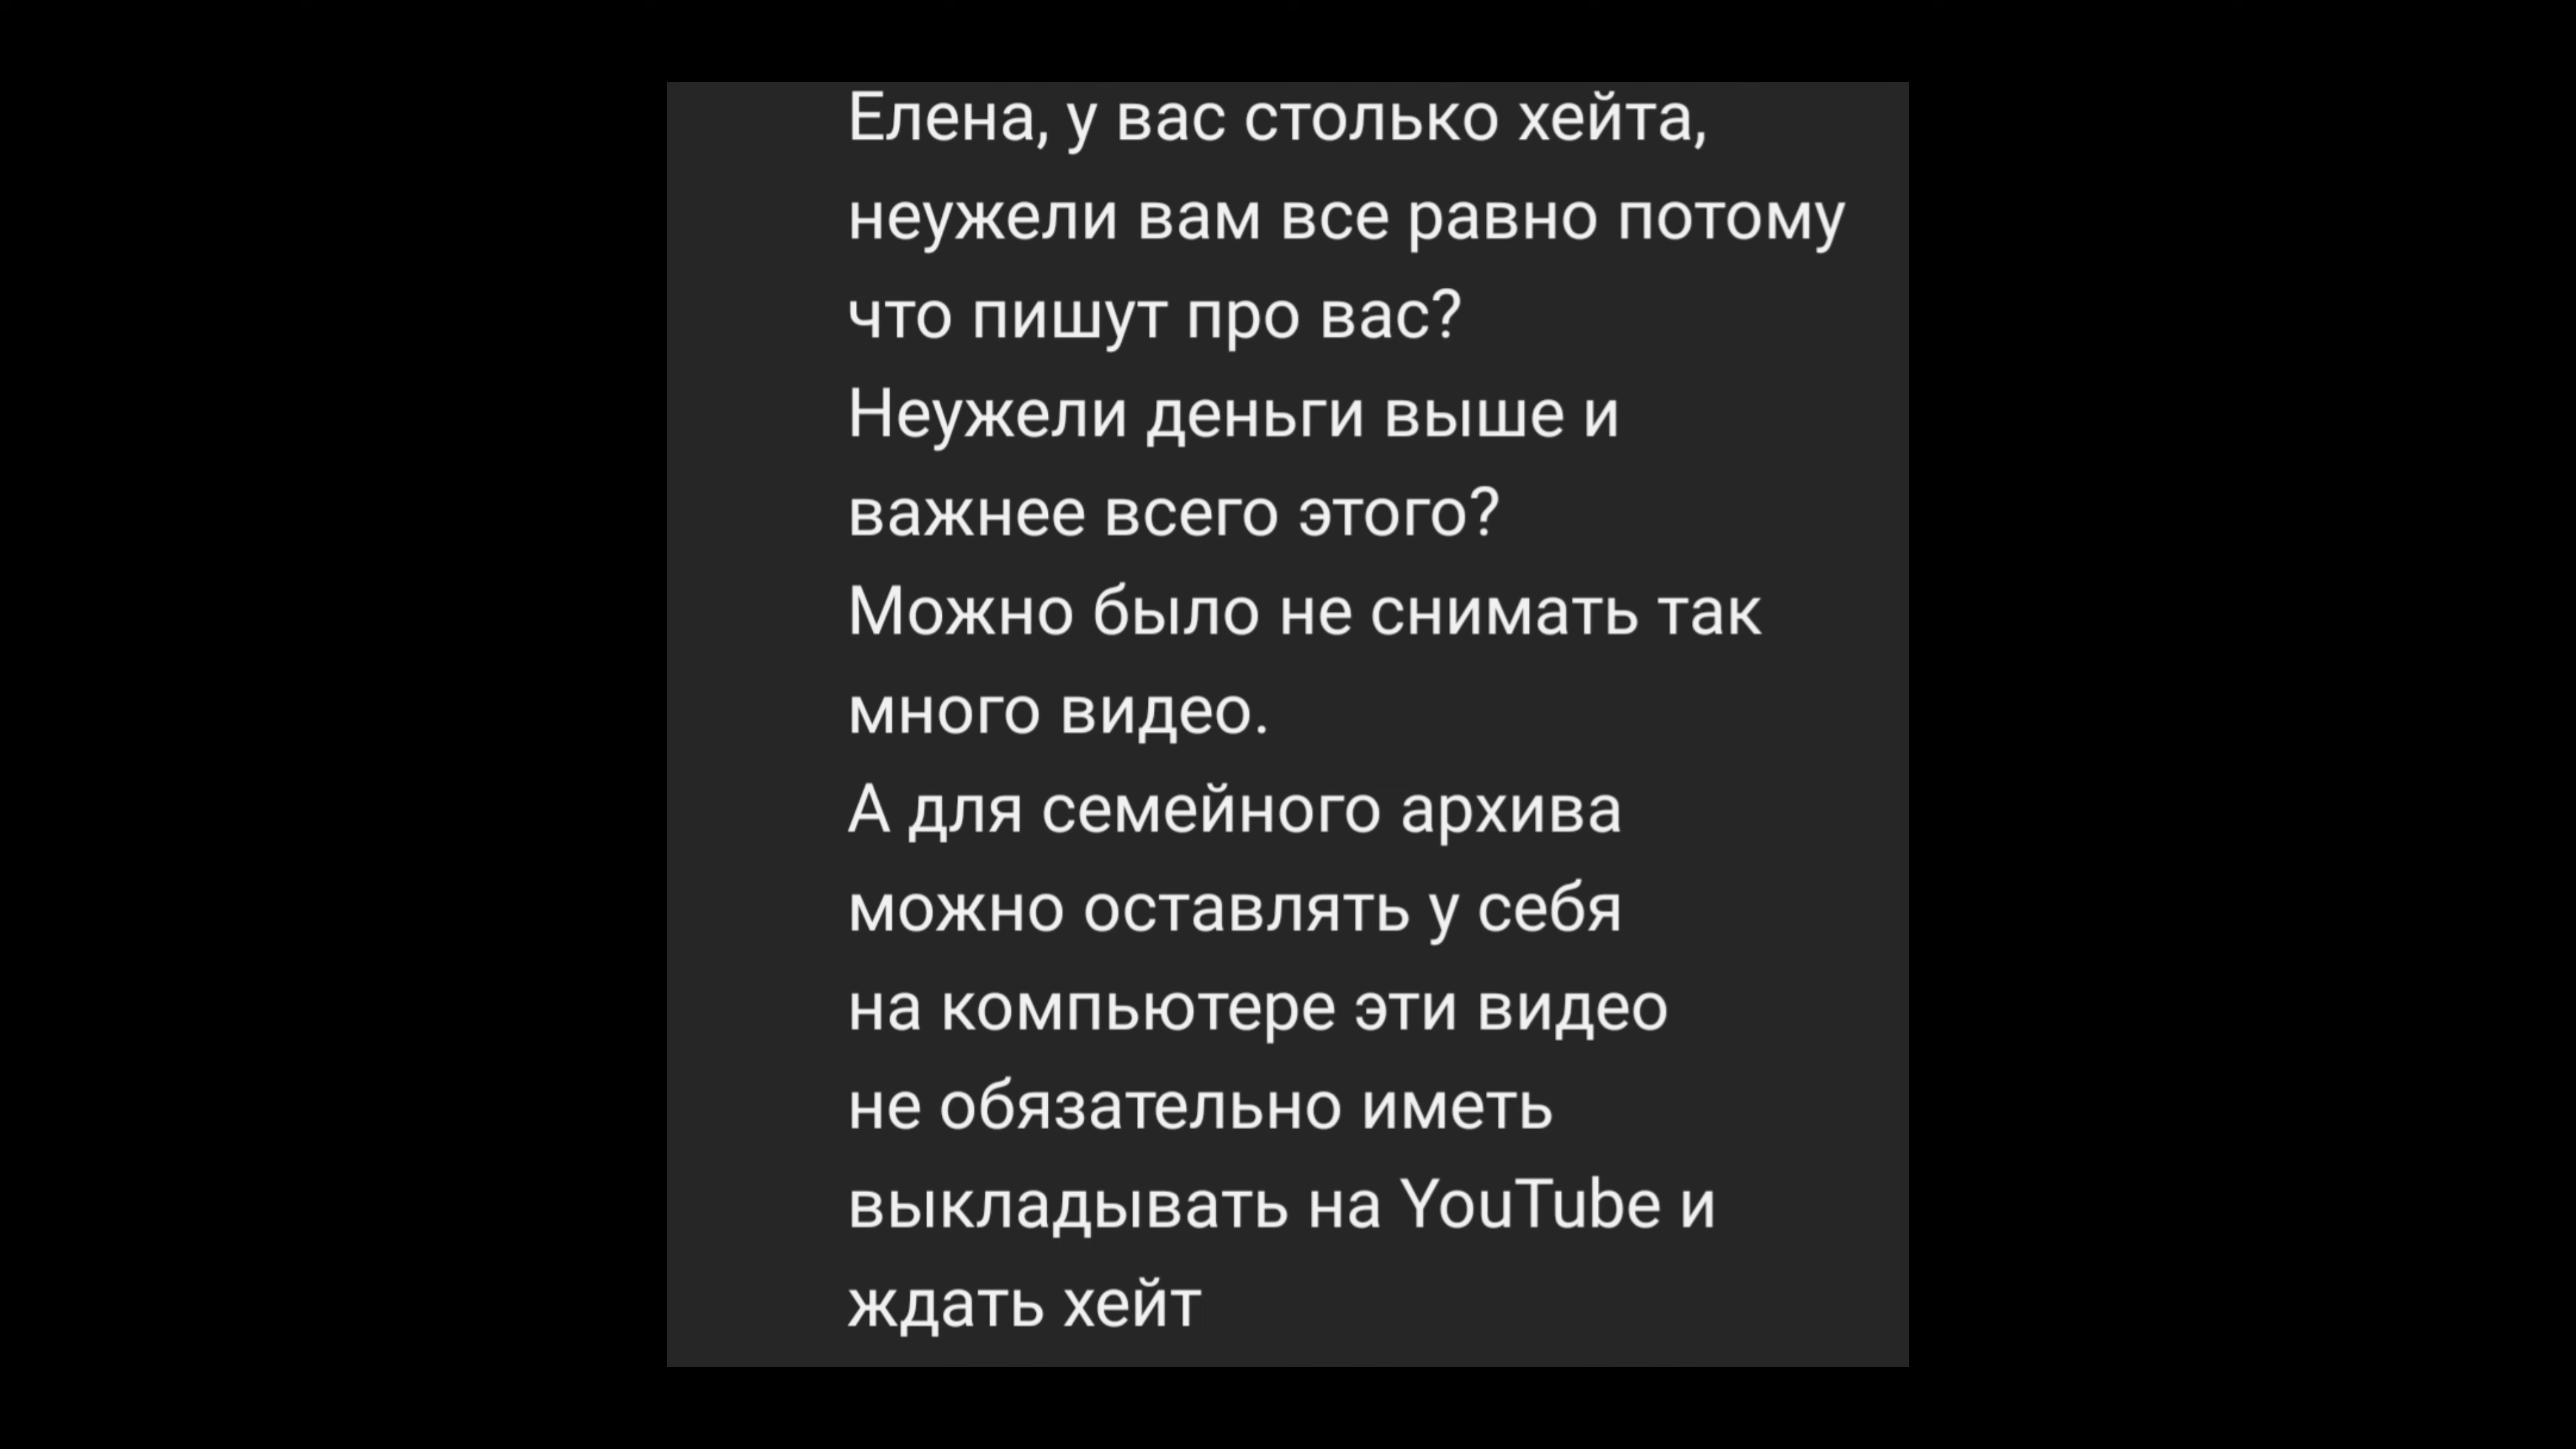 Елена, у вас столько хейта,
неужели вам все равно потому
что пишут про вас?
Неужели деньги выше и
важнее всего этого?
Можно было не снимать так
много видео.
А для семейного архива
можно оставлять у себя
на компьютере эти видео
не обязательно иметь
выкладывать на YouTube и
ждать хейт